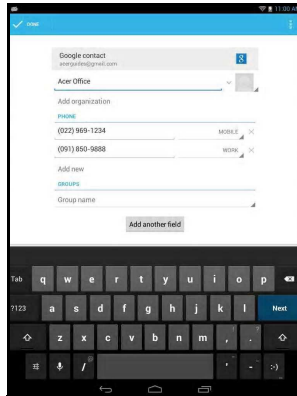 11:00 AM
DONE
Google contact
acerguides@gmail.com
8
Acer Office
Add organization
PHONE
(022) 969-1234 MOBILE
(091) 850-9888 WORK
Add new
GROUPS
Group name
Add another field
Tab q w e r t y u i o p
?123 a s d f g h j k l Next
z x c v b n m , ! . ?
/ @ ' " - _ :-)